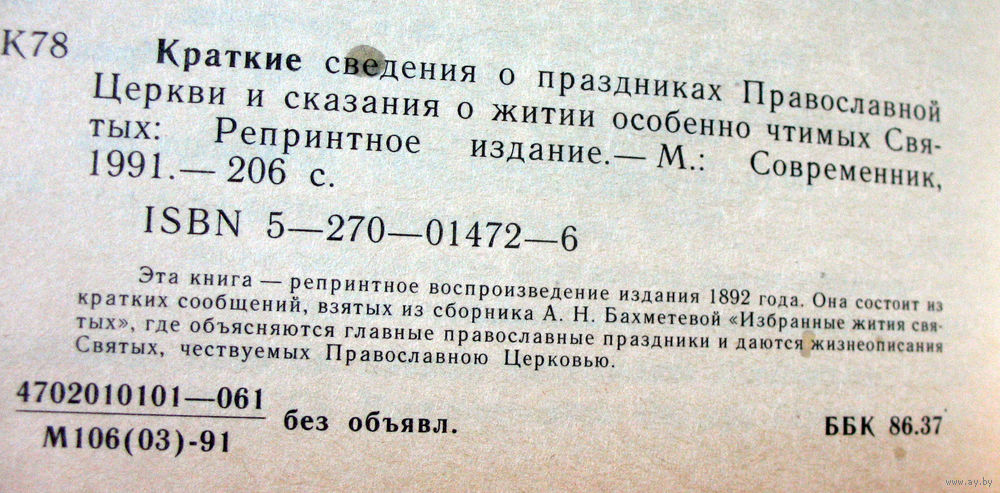 К78
Краткие сведения о праздниках Православной
Церкви и сказания о житии особенно чтимых Свя-
тых: Репринтное издание.— М.: Современник,
1991.— 206 с.
ISBN 5—270—01472—6
Эта книга — репринтное воспроизведение издания 1892 года. Она состоит из
кратких сообщений, взятых из сборника А. Н. Бахметевой «Избранные жития свя-
тых», где объясняются главные православные праздники и даются жизнеописания
Святых, чествуемых Православною Церковью.
4702010101—061
М106(03)-91
без объявл.
ББК 86.37
www.ay.by